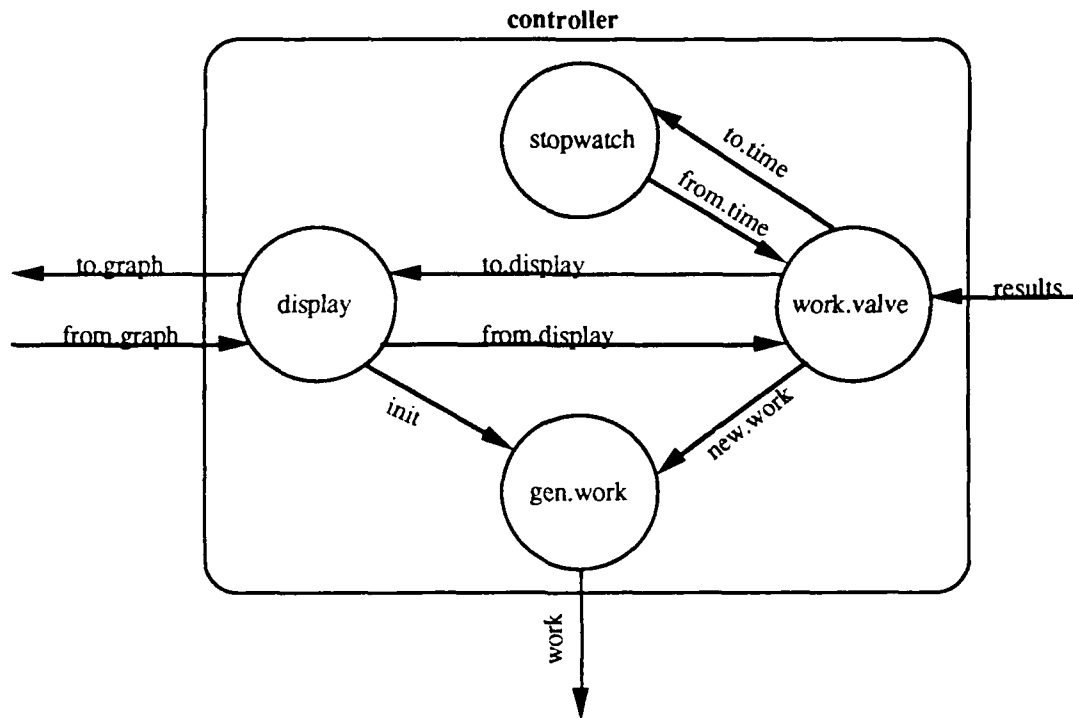 controller
stopwatch
to.time
from.time
to.graph
to.display
display
work.valve
results
from.graph
from.display
init
new.work
gen.work
work